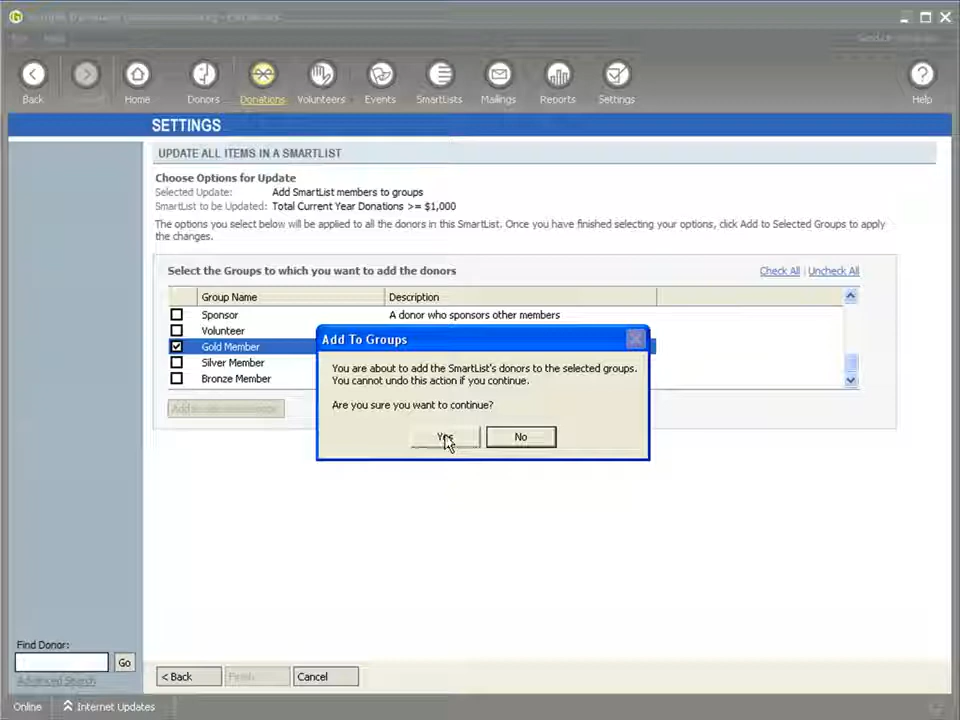 Back
Home
Donors
Donations
Volunteers
Events
SmartLists
Mailings
Reports
Settings
Help
SETTINGS
UPDATE ALL ITEMS IN A SMARTLIST
Choose Options for Update
Selected Update: Add SmartList members to groups
SmartList to be Updated: Total Current Year Donations >= $1,000
The options you select below will be applied to all the donors in this SmartList. Once you have finished selecting your options, click Add to Selected Groups to apply
the changes.
Select the Groups to which you want to add the donors
Check All | Uncheck All
Group Name Description
Sponsor A donor who sponsors other members
Volunteer
Gold Member
Silver Member
Bronze Member
Add To Groups
You are about to add the SmartList's donors to the selected groups.
You cannot undo this action if you continue.
Are you sure you want to continue?
Yes No
Find Donor:
Go
Advanced Search
< Back Finish Cancel
Online Internet Updates